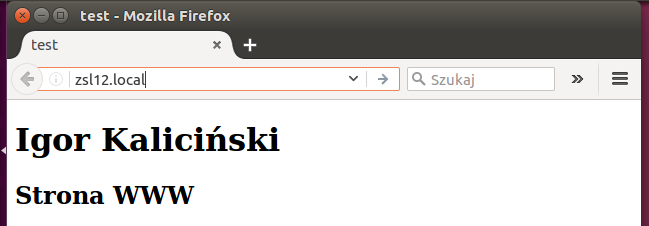 test - Mozilla Firefox
test
zsl12.local
Szukaj
Igor Kaliciński
Strona WWW